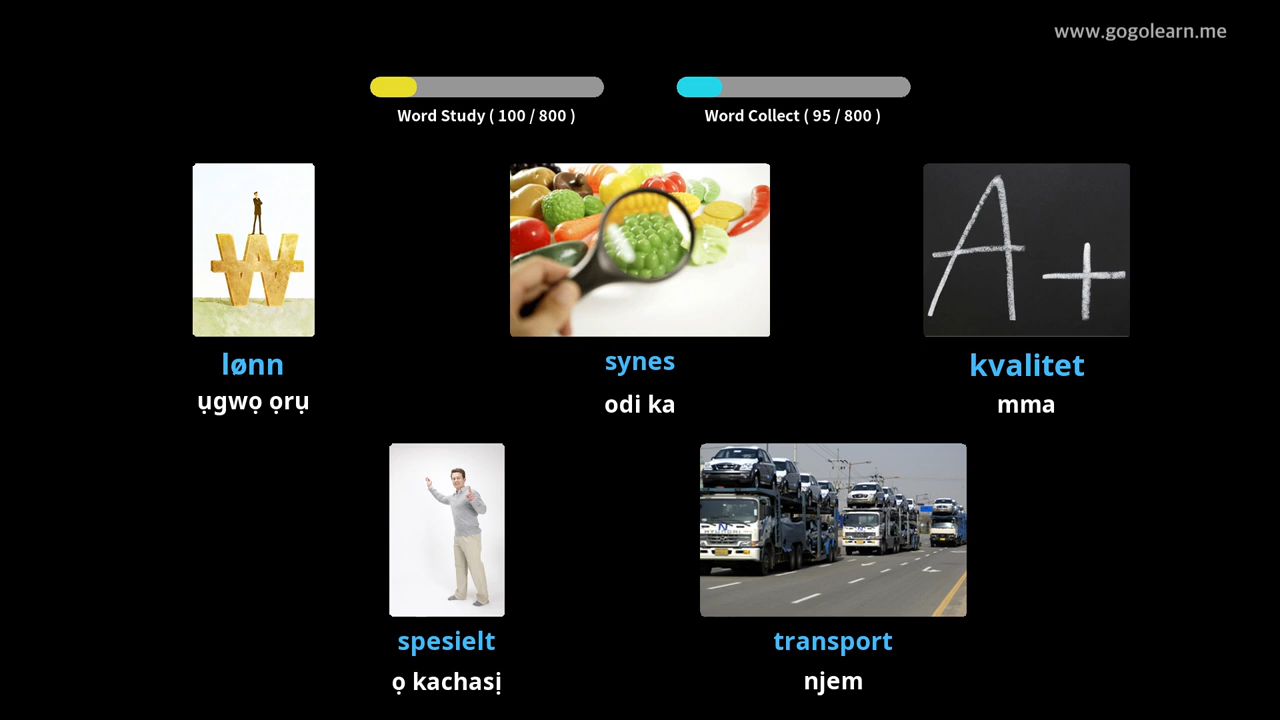 www.gogolearn.me
Word Study ( 100 / 800 )
Word Collect ( 95 / 800 )
lønn
ụgwọ ọrụ
synes
odi ka
kvalitet
mma
A+
spesielt
ọ kachasị
transport
njem